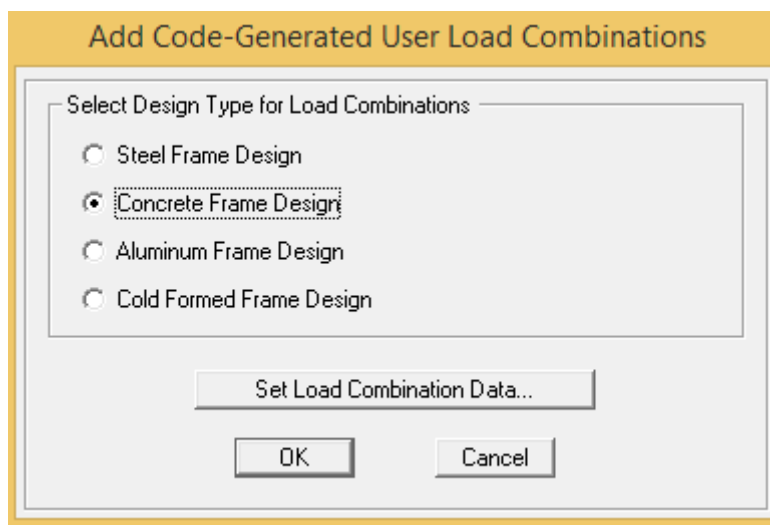 Add Code-Generated User Load Combinations
Select Design Type for Load Combinations
Steel Frame Design
Concrete Frame Design
Aluminum Frame Design
Cold Formed Frame Design
Set Load Combination Data...
OK
Cancel